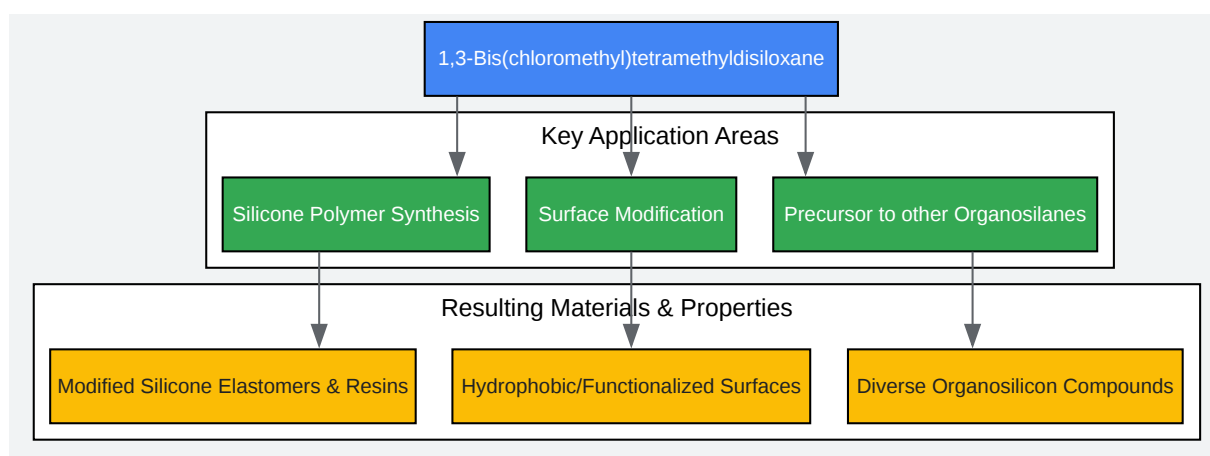 1,3-Bis(chloromethyl)tetramethyldisiloxane
Key Application Areas
Silicone Polymer Synthesis
Surface Modification
Precursor to other Organosilanes
Resulting Materials & Properties
Modified Silicone Elastomers & Resins
Hydrophobic/Functionalized Surfaces
Diverse Organosilicon Compounds